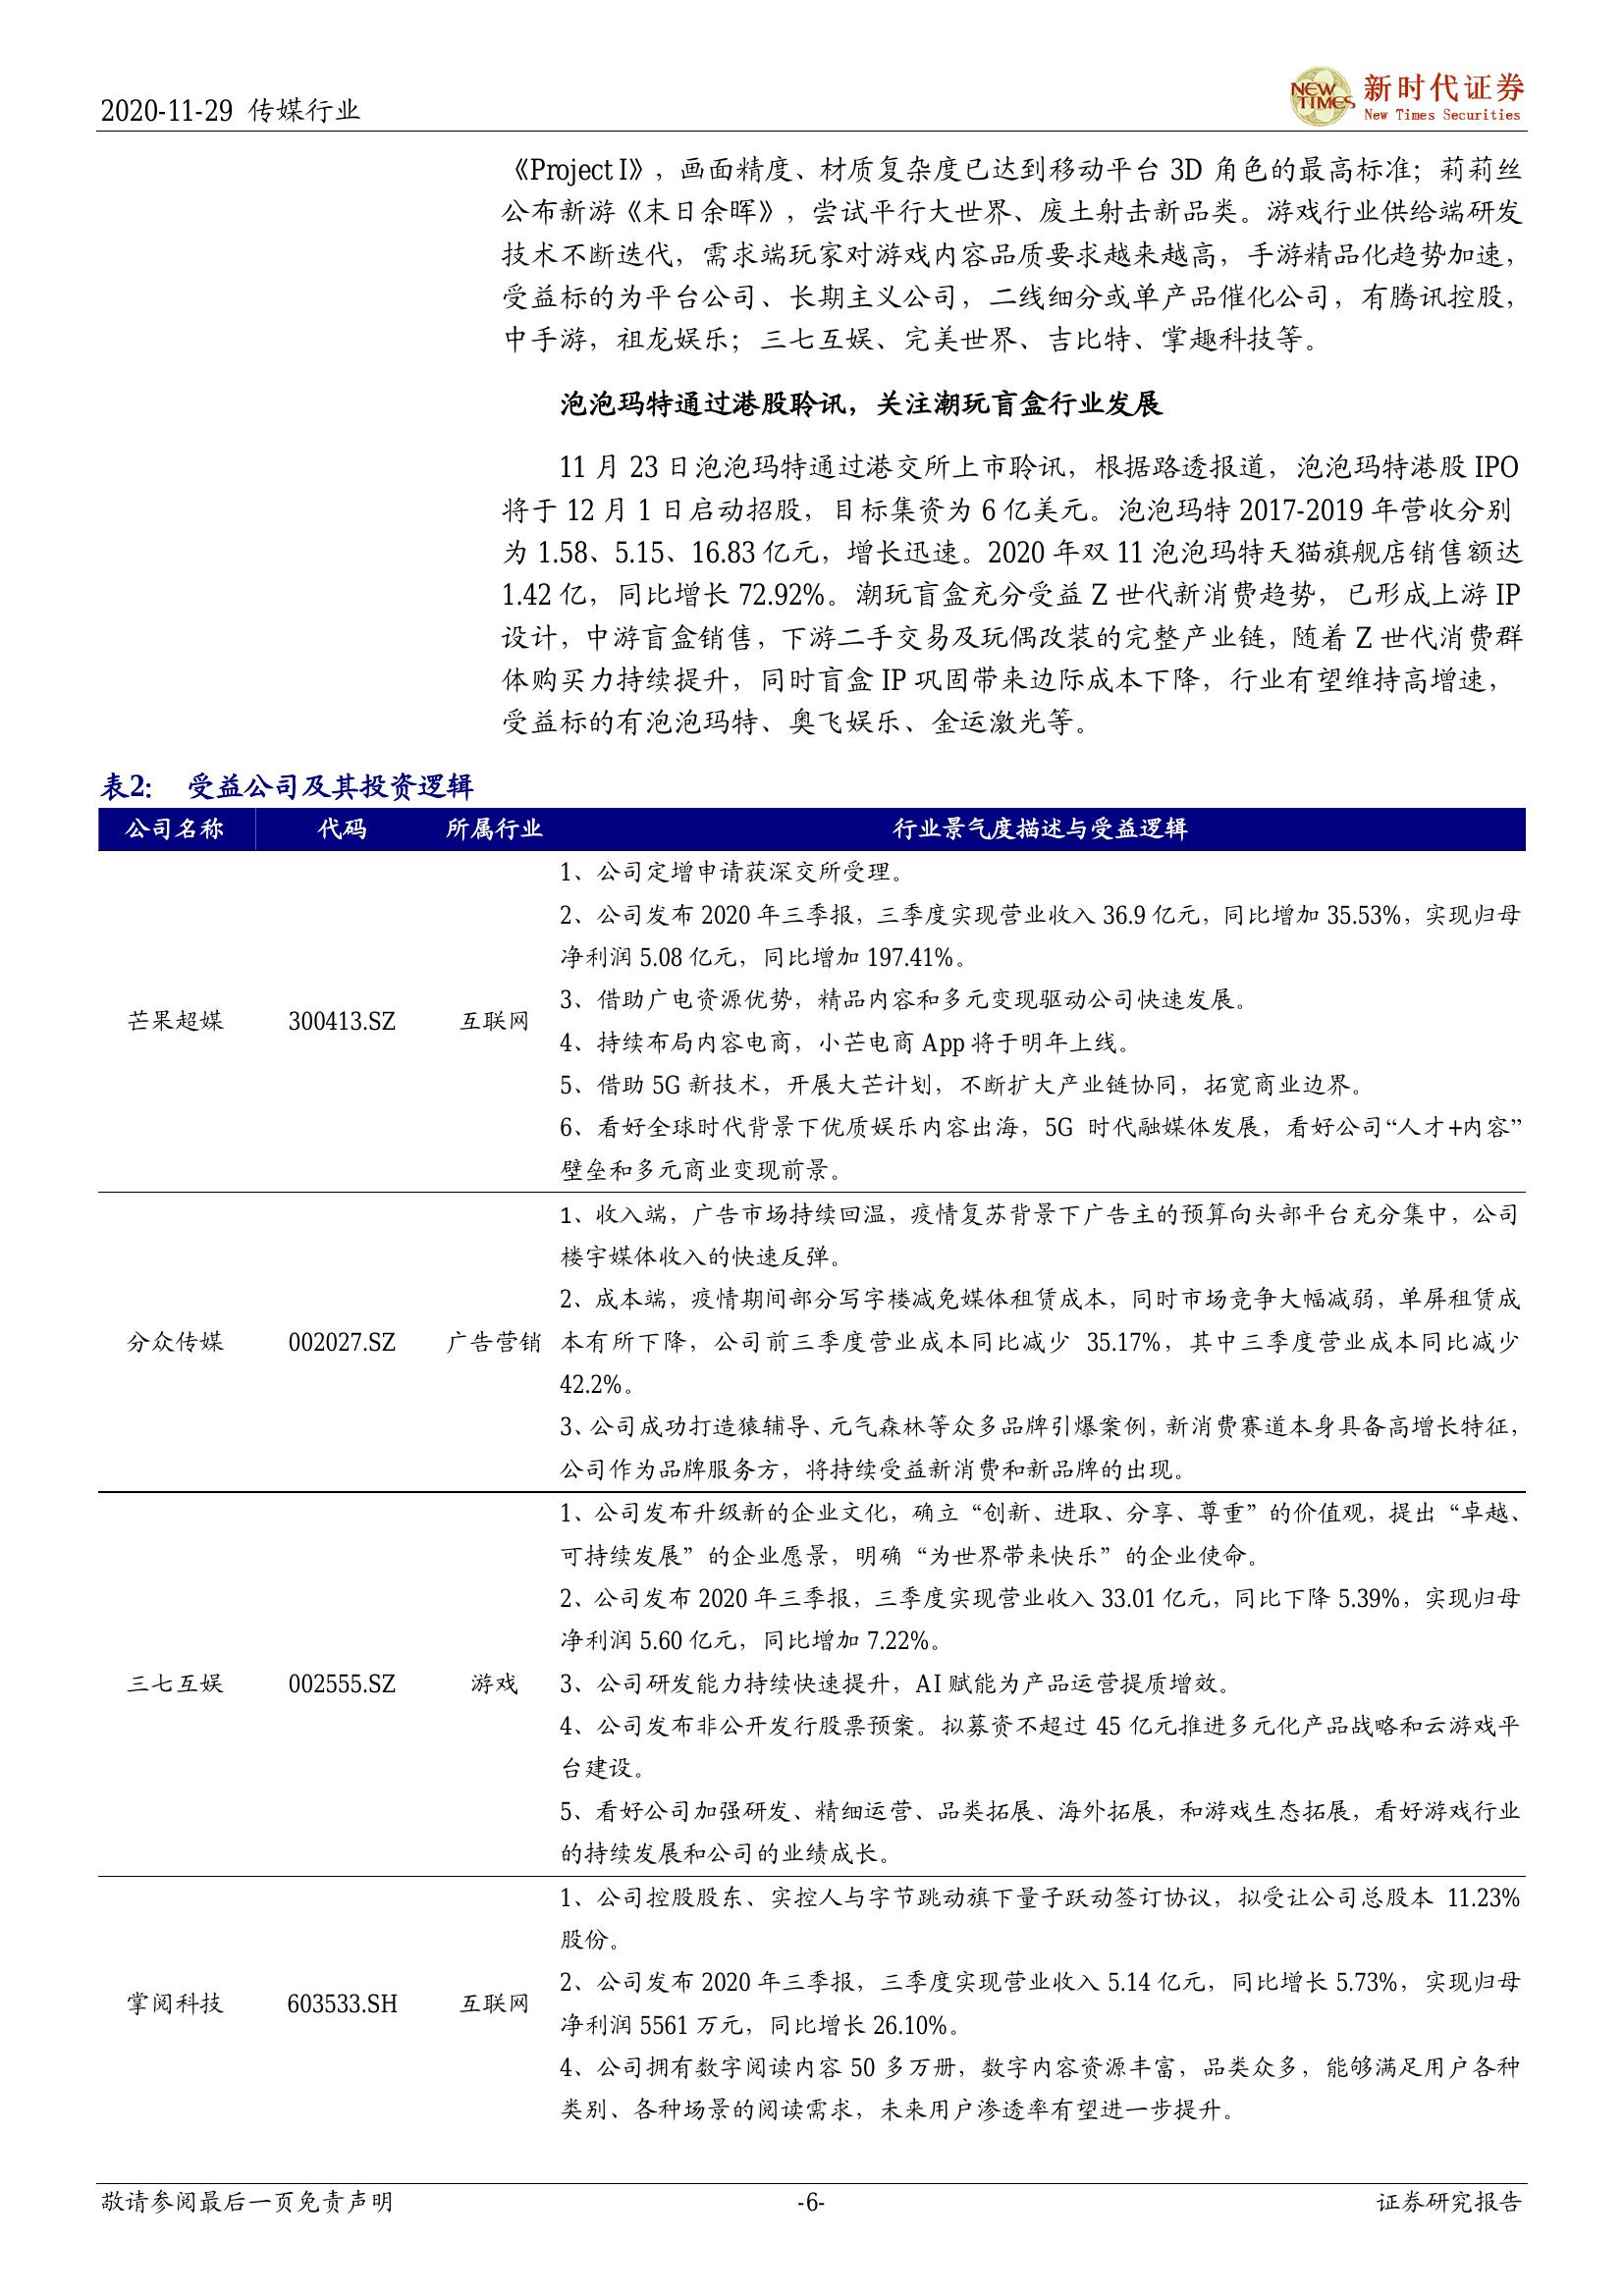 2020-11-29 传媒行业
NEW TIMES 新时代证券
New Times Securities
《Project I》，画面精度、材质复杂度已达到移动平台 3D 角色的最高标准；莉莉丝
公布新游《末日余晖》，尝试平行大世界、废土射击新品类。游戏行业供给端研发
技术不断迭代，需求端玩家对游戏内容品质要求越来越高，手游精品化趋势加速，
受益标的为平台公司、长期主义公司，二线细分或单产品催化公司，有腾讯控股，
中手游，祖龙娱乐；三七互娱、完美世界、吉比特、掌趣科技等。
泡泡玛特通过港股聆讯，关注潮玩盲盒行业发展
11 月 23 日泡泡玛特通过港交所上市聆讯，根据路透报道，泡泡玛特港股 IPO
将于 12 月 1 日启动招股，目标集资为 6 亿美元。泡泡玛特 2017-2019 年营收分别
为 1.58、5.15、16.83 亿元，增长迅速。2020 年双 11 泡泡玛特天猫旗舰店销售额达
1.42 亿，同比增长 72.92%。潮玩盲盒充分受益 Z 世代新消费趋势，已形成上游 IP
设计，中游盲盒销售，下游二手交易及玩偶改装的完整产业链，随着 Z 世代消费群
体购买力持续提升，同时盲盒 IP 巩固带来边际成本下降，行业有望维持高增速，
受益标的有泡泡玛特、奥飞娱乐、金运激光等。
表2： 受益公司及其投资逻辑
公司名称 代码 所属行业 行业景气度描述与受益逻辑
1、公司定增申请获深交所受理。
2、公司发布 2020 年三季报，三季度实现营业收入 36.9 亿元，同比增加 35.53%，实现归母
净利润 5.08 亿元，同比增加 197.41%。
3、借助广电资源优势，精品内容和多元变现驱动公司快速发展。
芒果超媒 300413.SZ 互联网
4、持续布局内容电商，小芒电商 App 将于明年上线。
5、借助 5G 新技术，开展大芒计划，不断扩大产业链协同，拓宽商业边界。
6、看好全球时代背景下优质娱乐内容出海，5G 时代融媒体发展，看好公司“人才+内容”
壁垒和多元商业变现前景。
1、收入端，广告市场持续回温，疫情复苏背景下广告主的预算向头部平台充分集中，公司
楼宇媒体收入的快速反弹。
2、成本端，疫情期间部分写字楼减免媒体租赁成本，同时市场竞争大幅减弱，单屏租赁成
分众传媒 002027.SZ 广告营销 本有所下降，公司前三季度营业成本同比减少 35.17%，其中三季度营业成本同比减少
42.2%。
3、公司成功打造猿辅导、元气森林等众多品牌引爆案例，新消费赛道本身具备高增长特征，
公司作为品牌服务方，将持续受益新消费和新品牌的出现。
1、公司发布升级新的企业文化，确立“创新、进取、分享、尊重”的价值观，提出“卓越、
可持续发展”的企业愿景，明确“为世界带来快乐”的企业使命。
2、公司发布 2020 年三季报，三季度实现营业收入 33.01 亿元，同比下降 5.39%，实现归母
净利润 5.60 亿元，同比增加 7.22%。
三七互娱 002555.SZ 游戏 3、公司研发能力持续快速提升，AI 赋能为产品运营提质增效。
4、公司发布非公开发行股票预案。拟募资不超过 45 亿元推进多元化产品战略和云游戏平
台建设。
5、看好公司加强研发、精细运营、品类拓展、海外拓展，和游戏生态拓展，看好游戏行业
的持续发展和公司的业绩成长。
1、公司控股股东、实控人与字节跳动旗下量子跃动签订协议，拟受让公司总股本 11.23%
股份。
2、公司发布 2020 年三季报，三季度实现营业收入 5.14 亿元，同比增长 5.73%，实现归母
掌阅科技 603533.SH 互联网
净利润 5561 万元，同比增长 26.10%。
4、公司拥有数字阅读内容 50 多万册，数字内容资源丰富，品类众多，能够满足用户各种
类别、各种场景的阅读需求，未来用户渗透率有望进一步提升。
敬请参阅最后一页免责声明 -6- 证券研究报告